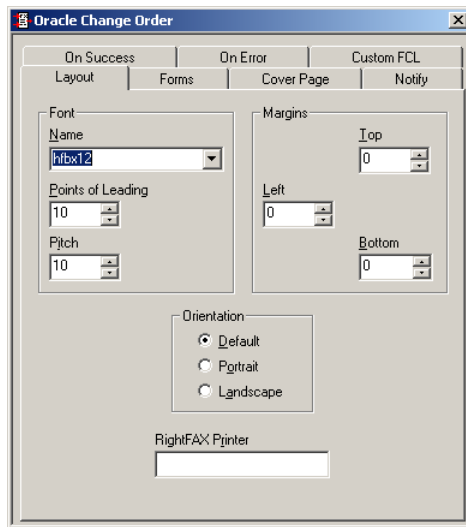 Oracle Change Order
On Success On Error Custom FCL
Layout Forms Cover Page Notify
Font
Name
hfbx12
Points of Leading
10
Pitch
10
Margins
Top
0
Left
0
Bottom
0
Orientation
Default
Portrait
Landscape
RightFAX Printer